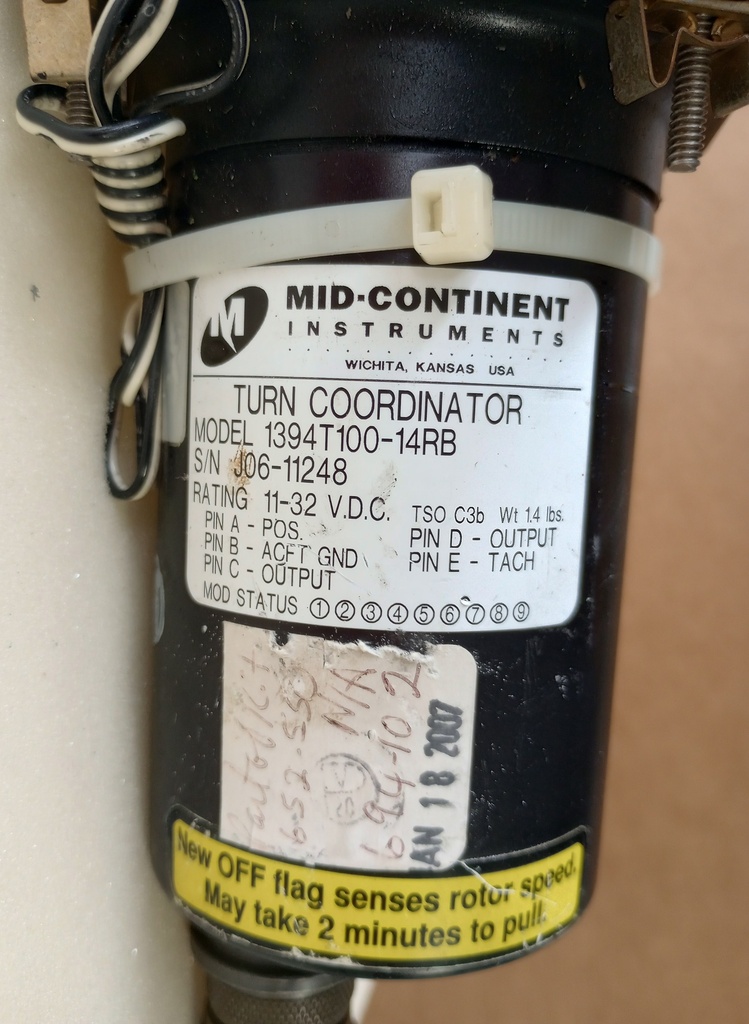 M
MID-CONTINENT
INSTRUMENTS
WICHITA, KANSAS USA
TURN COORDINATOR
MODEL 1394T100-14RB
S/N J06-11248
RATING 11-32 V.D.C. TSO C3b Wt 1.4 lbs.
PIN A - POS. PIN D - OUTPUT
PIN B - ACFT GND PIN E - TACH
PIN C - OUTPUT
MOD STATUS ① ② ③ ④ ⑤ ⑥ ⑦ ⑧ ⑨
N/A
694-102
AN 18 2007
New OFF flag senses rotor speed.
May take 2 minutes to pull.